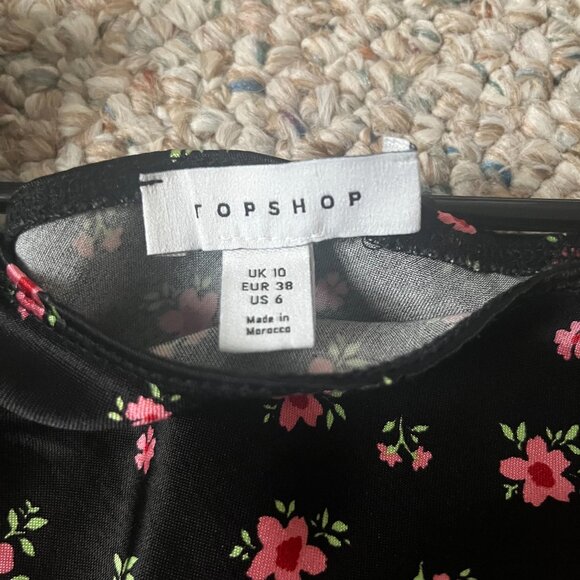 TOPSHOP
UK 10
EUR 38
US 6
Made in
Morocco